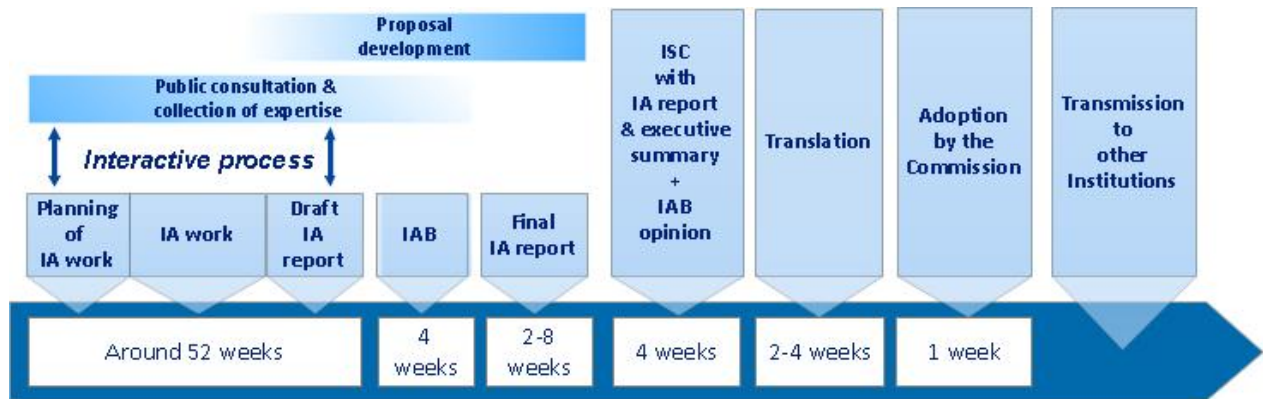 Proposal
development
Public consultation &
collection of expertise
Interactive process
Planning
of
IA work
IA work
Draft
IA
report
IAB
Final
IA report
ISC
with
IA report
& executive
summary
+
IAB
opinion
Translation
Adoption
by the
Commission
Transmission
to
other
Institutions
Around 52 weeks
4
weeks
2-8
weeks
4 weeks
2-4 weeks
1 week